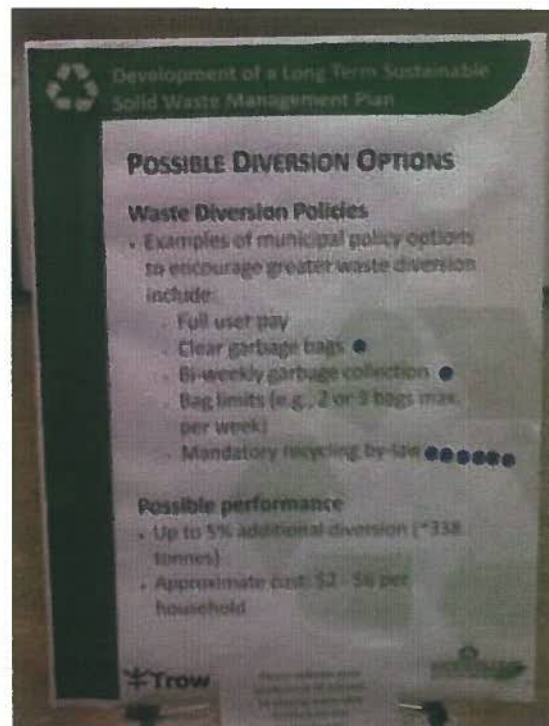 Development of a Long Term Sustainable
Solid Waste Management Plan
POSSIBLE DIVERSION OPTIONS
Waste Diversion Policies
• Examples of municipal policy options
to encourage greater waste diversion
include:
- Full user pay
- Clear garbage bags
- Bi-weekly garbage collection
- Bag limits (e.g., 2 or 3 bags max.
per week)
- Mandatory recycling by-law
Possible performance
• Up to 5% additional diversion (~338
tonnes)
• Approximate cost: $2 - $6 per
household
Trow